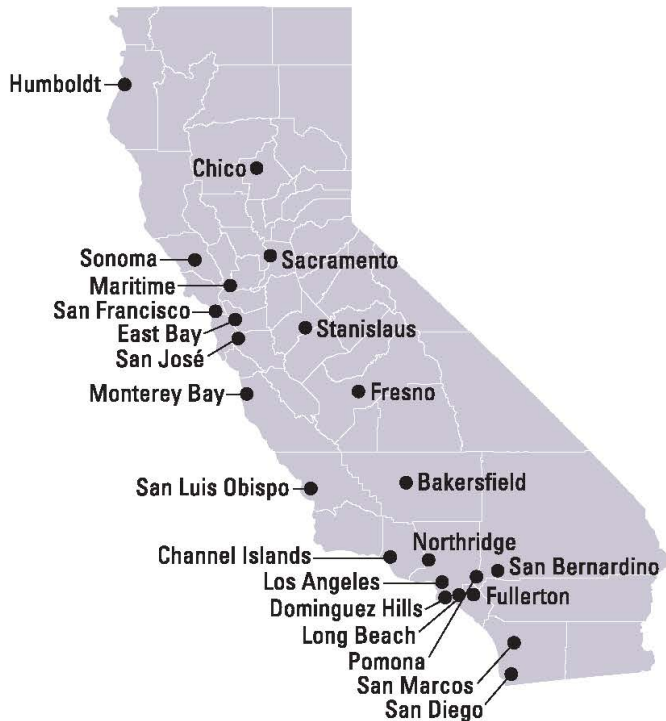 Humboldt
Chico
Sonoma
Sacramento
Maritime
San Francisco
East Bay
Stanislaus
San José
Monterey Bay
Fresno
San Luis Obispo
Bakersfield
Northridge
Channel Islands
San Bernardino
Los Angeles
Dominguez Hills
Fullerton
Long Beach
Pomona
San Marcos
San Diego